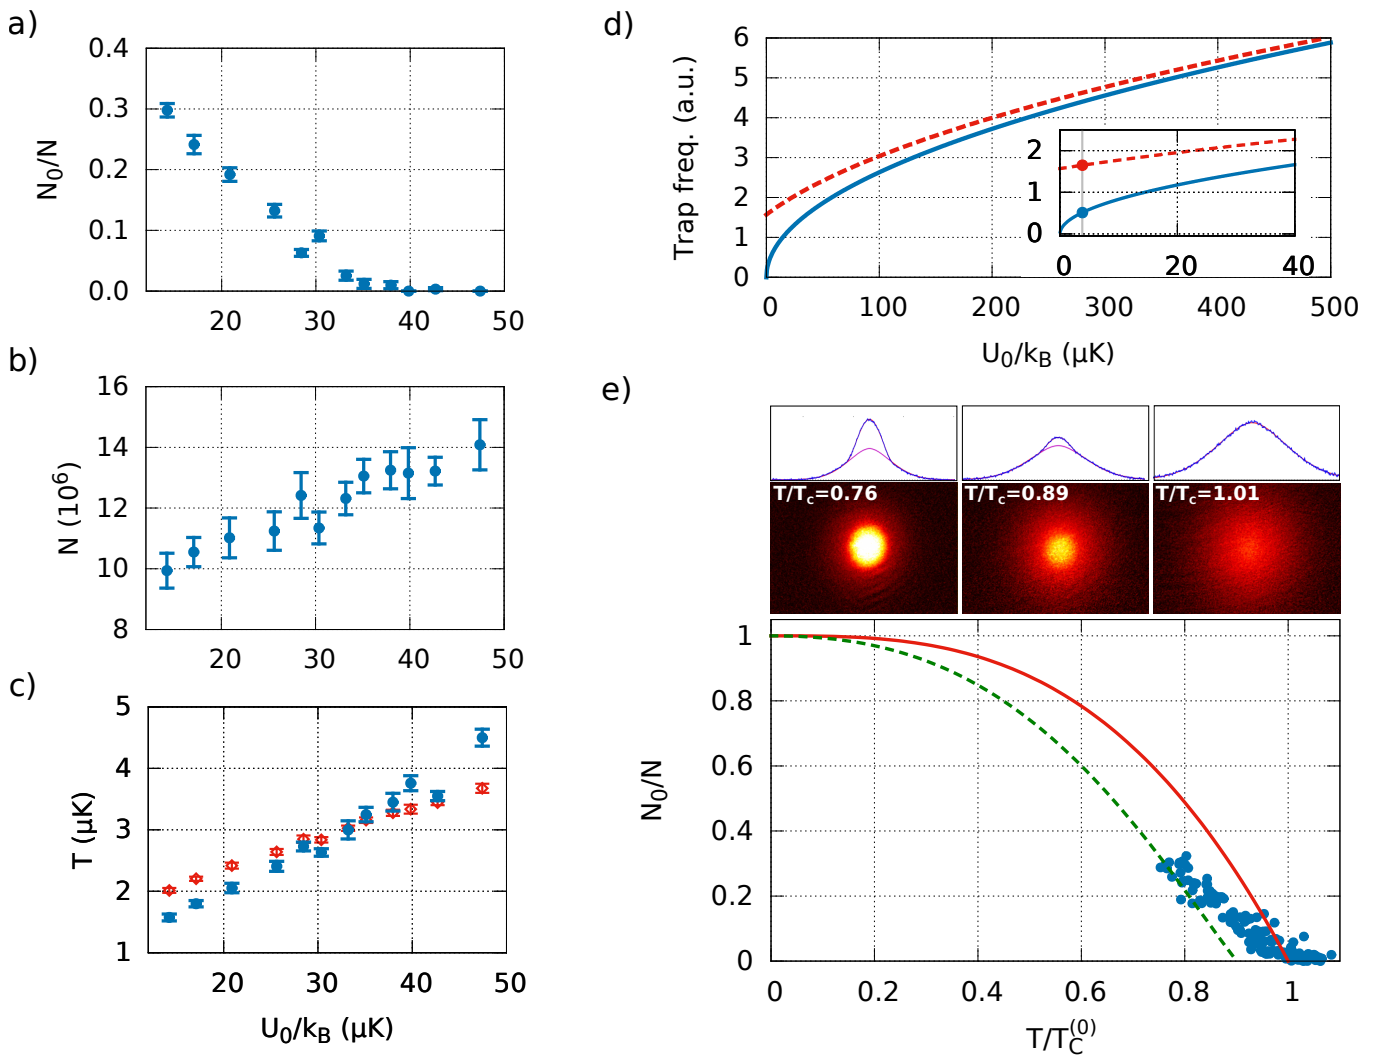 a)
0.4
0.3
0.2
0.1
0.0
N0/N
20 30 40 50
b)
16
14
12
10
8
N (10^6)
20 30 40 50
c)
5
4
3
2
1
T (μK)
20 30 40 50
U0/kB (μK)
d)
6
5
4
3
2
1
0
Trap freq. (a.u.)
2
1
0
0 20 40
0 100 200 300 400 500
U0/kB (μK)
e)
T/Tc=0.76 T/Tc=0.89 T/Tc=1.01
1
0.8
0.6
0.4
0.2
0
N0/N
0 0.2 0.4 0.6 0.8 1
T/TC^(0)